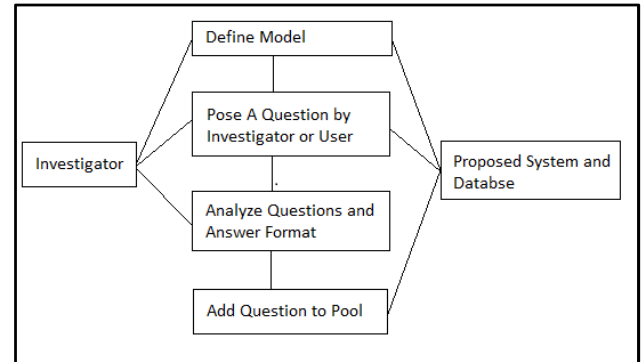 Define Model
Pose A Question by
Investigator or User
Investigator
Proposed System and
Databse
Analyze Questions and
Answer Format
Add Question to Pool